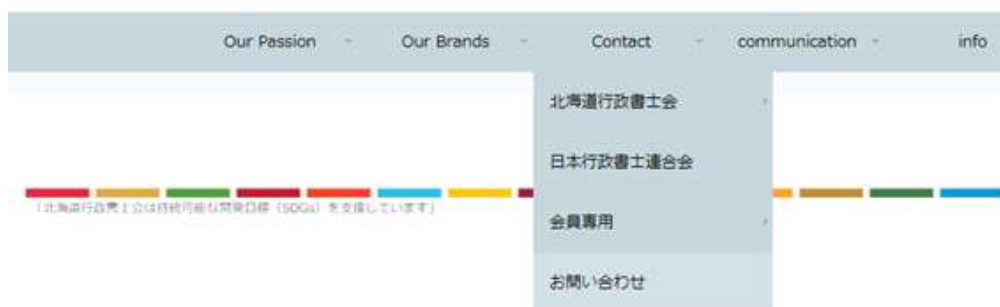 Our Passion Our Brands Contact communication info
北海道行政書士会
日本行政書士連合会
「北海道行政書士会は持続可能な開発目標（SDGs）を支援しています」
会員専用
お問い合わせ